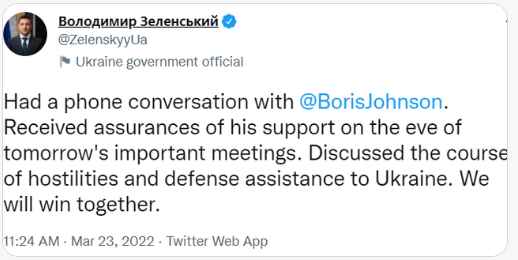 Володимир Зеленський
@ZelenskyyUa
Ukraine government official
Had a phone conversation with @BorisJohnson.
Received assurances of his support on the eve of
tomorrow's important meetings. Discussed the course
of hostilities and defense assistance to Ukraine. We
will win together.
11:24 AM · Mar 23, 2022 · Twitter Web App